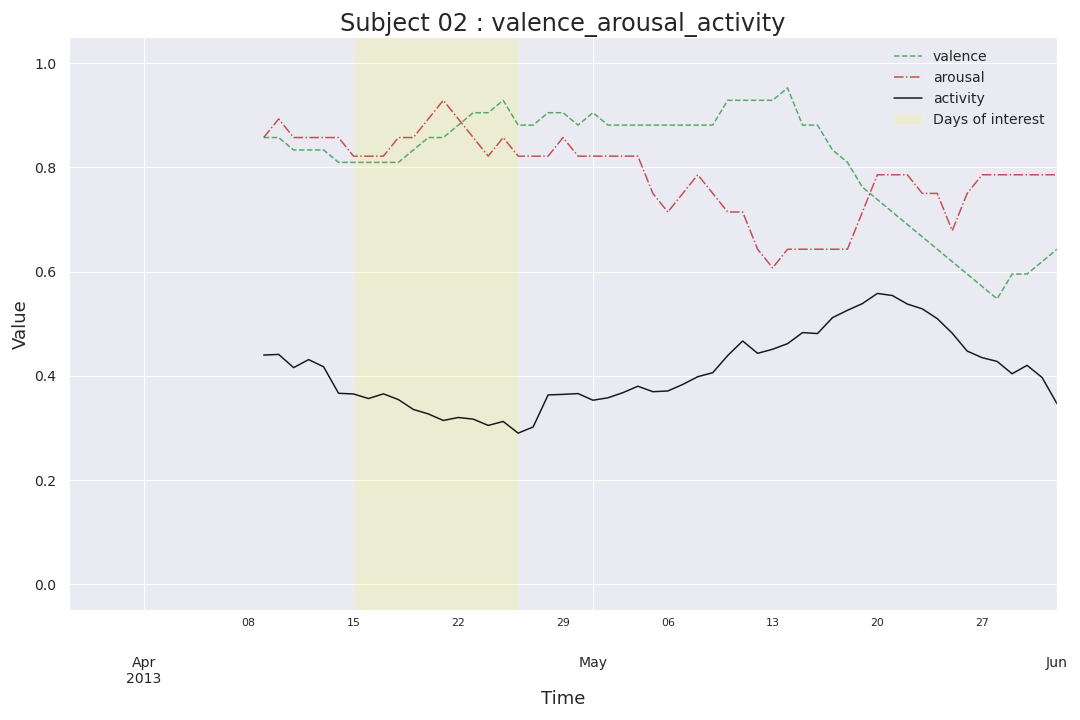 Subject 02 : valence_arousal_activity
valence
arousal
activity
Days of interest
1.0
0.8
0.6
0.4
0.2
0.0
Value
08 15 22 29 06 13 20 27
Apr May Jun
2013
Time